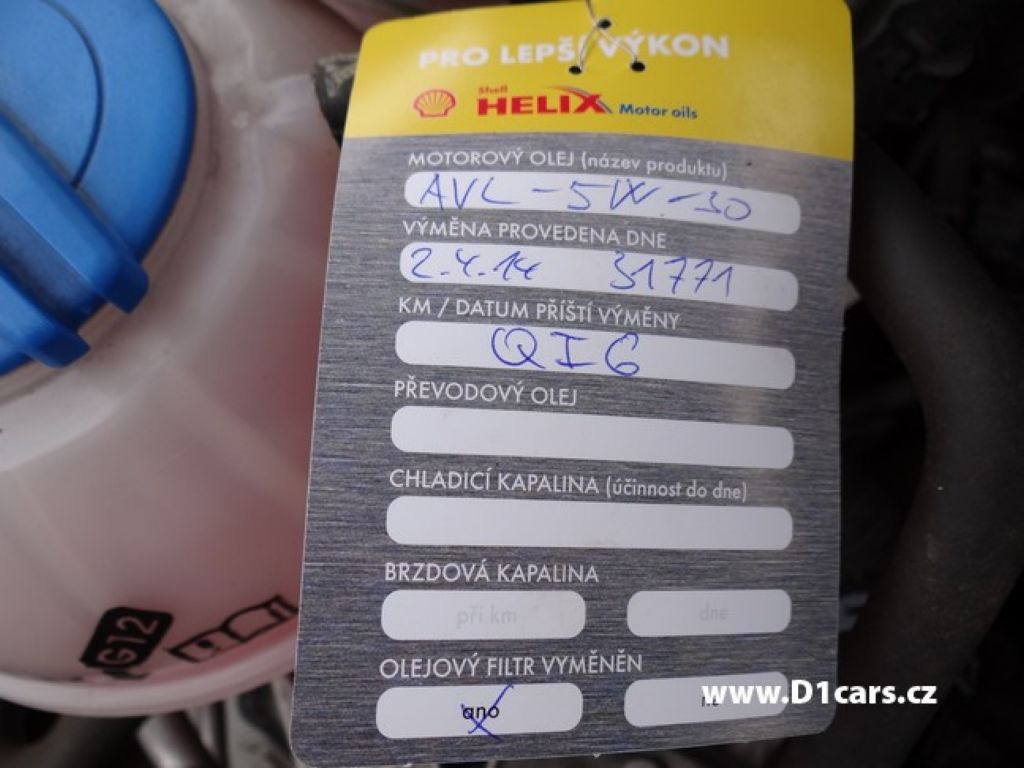 PRO LEPŠÍ VÝKON
Shell
HELIX Motor oils
MOTOROVÝ OLEJ (název produktu)
AVL - 5W-30
VÝMĚNA PROVEDENA DNE
2.4.14 31771
KM / DATUM PŘÍŠTÍ VÝMĚNY
QIG
PŘEVODOVÝ OLEJ
CHLADICÍ KAPALINA (účinnost do dne)
BRZDOVÁ KAPALINA
při km dne
OLEJOVÝ FILTR VYMĚNĚN
ano
www.D1cars.cz
G12